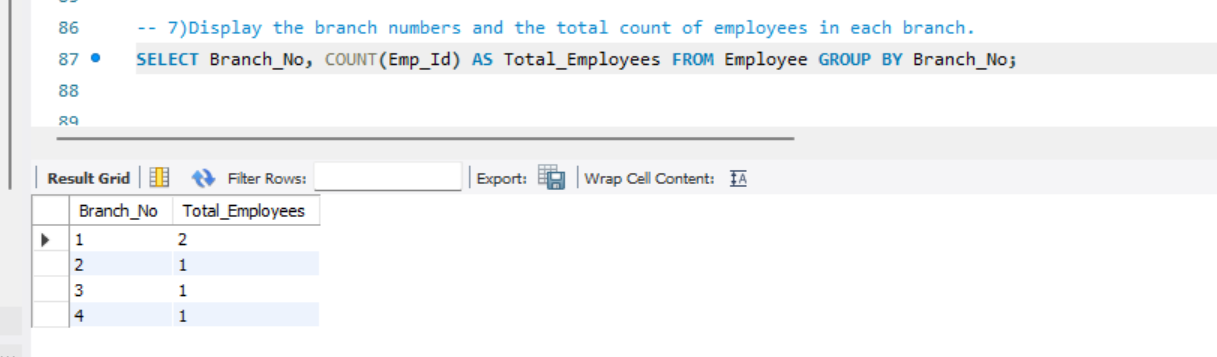 86 -- 7)Display the branch numbers and the total count of employees in each branch.
87 SELECT Branch_No, COUNT(Emp_Id) AS Total_Employees FROM Employee GROUP BY Branch_No;
88
89
Result Grid Filter Rows: Export: Wrap Cell Content: IA
Branch_No Total_Employees
1 2
2 1
3 1
4 1